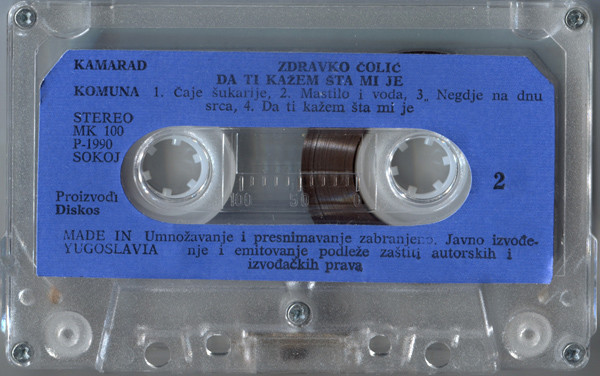 KAMARAD
ZDRAVKO ČOLIĆ
DA TI KAŽEM ŠTA MI JE
KOMUNA 1. Čaje šukarije, 2. Mastilo i voda, 3. Negdje na dnu
srca, 4. Da ti kažem šta mi je
STEREO
MK 100
P-1990
SOKOJ
2
100 50 0
Proizvodi
Diskos
MADE IN Umnožavanje i presnimavanje zabranjeno. Javno izvođe-
YUGOSLAVIA nje i emitovanje podleže zaštiti autorskih i
izvođačkih prava